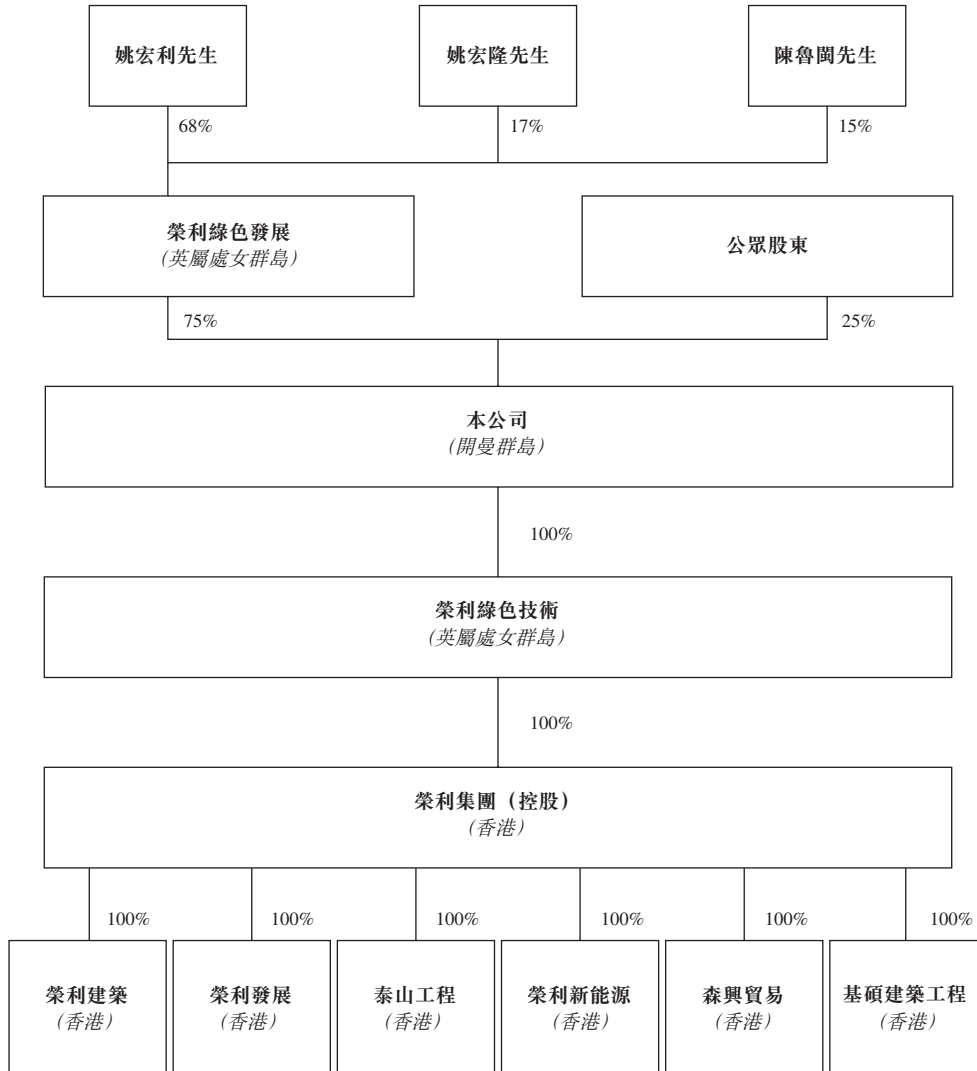 姚宏利先生
姚宏隆先生
陳魯閩先生
68%
17%
15%
榮利綠色發展
(英屬處女群島)
公眾股東
75%
25%
本公司
(開曼群島)
100%
榮利綠色技術
(英屬處女群島)
100%
榮利集團(控股)
(香港)
100%
100%
100%
100%
100%
100%
榮利建築
(香港)
榮利發展
(香港)
泰山工程
(香港)
榮利新能源
(香港)
森興貿易
(香港)
基碩建築工程
(香港)